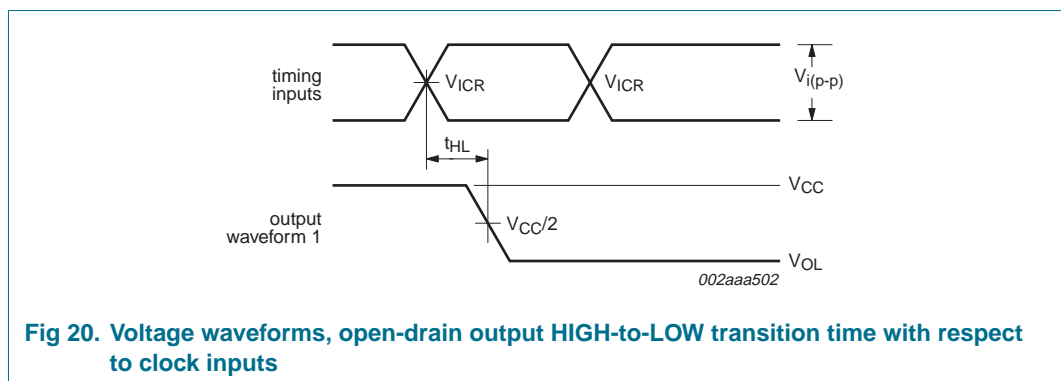 timing
inputs
VICR
VICR
Vi(p-p)
tHL
VCC
output
waveform 1
VCC/2
VOL
002aaa502
Fig 20. Voltage waveforms, open-drain output HIGH-to-LOW transition time with respect
to clock inputs